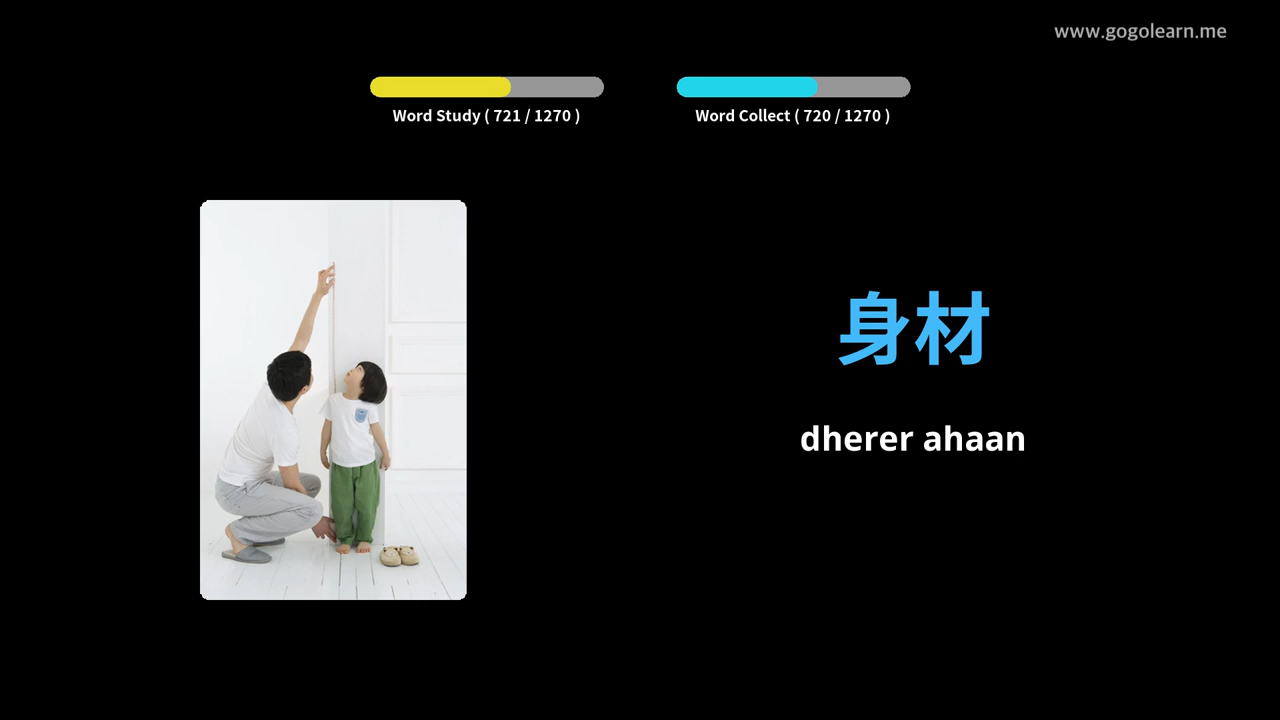 www.gogolearn.me
Word Study ( 721 / 1270 )
Word Collect ( 720 / 1270 )
身材
dherer ahaan